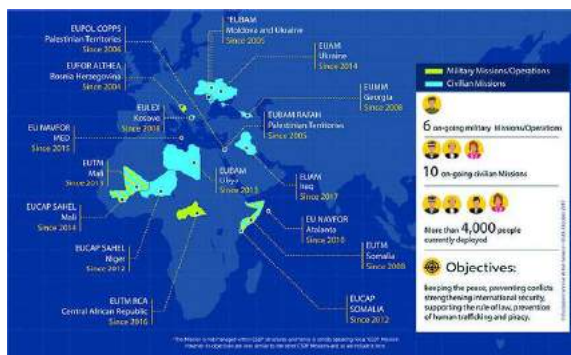 *EUBAM
Moldova and Ukraine
Since 2005
EUPOL COPPS
Palestinian Territories
Since 2006
EUAM
Ukraine
Since 2014
EUFOR ALTHEA
Bosnia Herzegovina
Since 2004
EUMM
Georgia
Since 2008
EULEX
Kosovo
Since 2008
EUBAM RAFAH
Palestinian Territories
Since 2005
EU NAVFOR
MED
Since 2015
EUTM
Mali
Since 2013
EUBAM
Libya
Since 2013
EUAM
Iraq
Since 2017
EUCAP SAHEL
Mali
Since 2014
EU NAVFOR
Atalanta
EUCAP SAHEL
Niger
Since 2012
EUTM
Somalia
EUTM RCA
Central African Republic
Since 2016
EUCAP
SOMALIA
Since 2012
Military Missions/Operations
Civilian Missions
6 on-going military Missions/Operations
10 on-going civilian Missions
More than 4,000 people
currently deployed
Objectives:
keeping the peace, preventing conflicts
strengthening international security,
supporting the rule of law, prevention
of human trafficking and piracy.